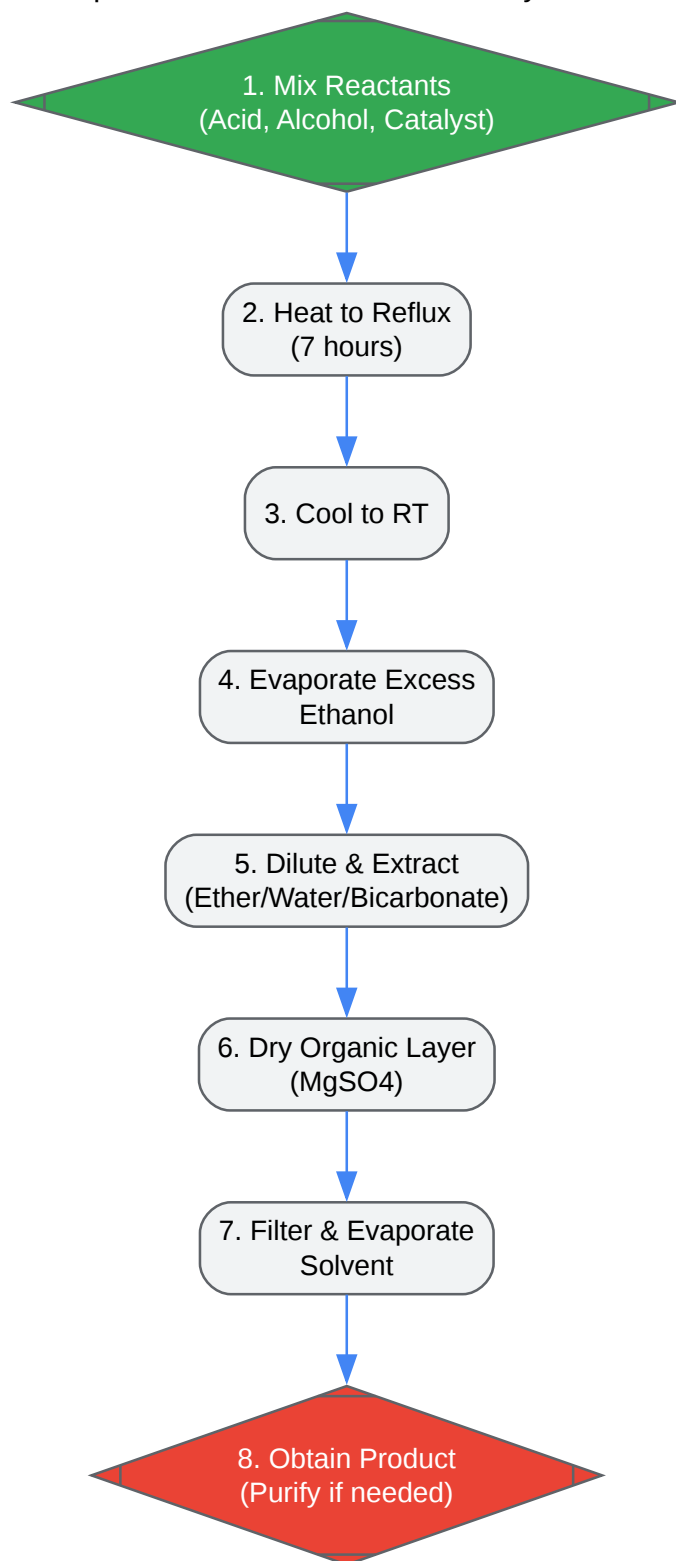 1. Mix Reactants
(Acid, Alcohol, Catalyst)
2. Heat to Reflux
(7 hours)
3. Cool to RT
4. Evaporate Excess
Ethanol
5. Dilute & Extract
(Ether/Water/Bicarbonate)
6. Dry Organic Layer
(MgSO4)
7. Filter & Evaporate
Solvent
8. Obtain Product
(Purify if needed)